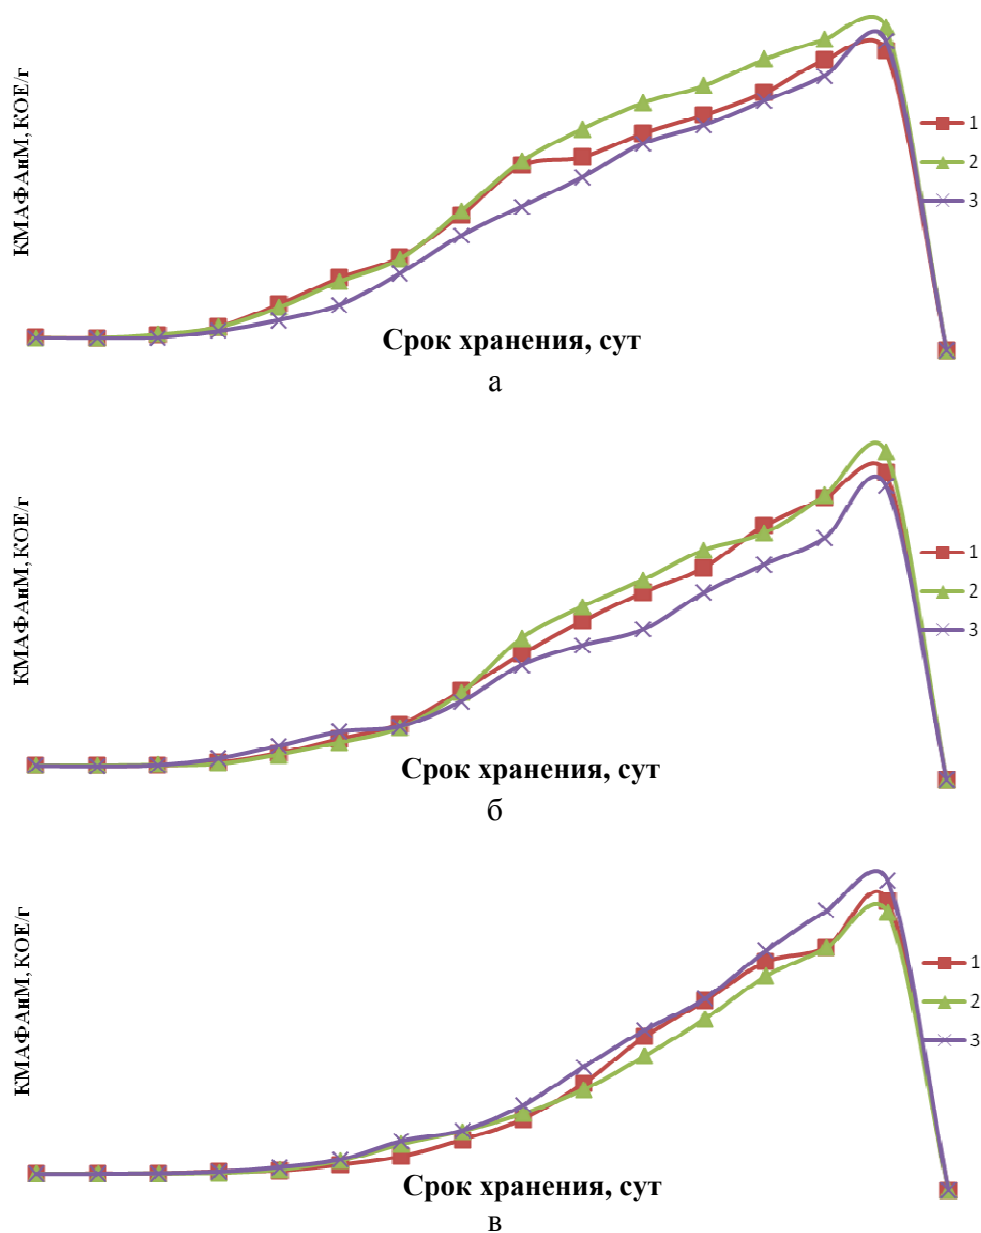 КМАФАнМ, КОЕ/г
1
2
3
Срок хранения, сут
а
КМАФАнМ, КОЕ/г
1
2
3
Срок хранения, сут
б
КМАФАнМ, КОЕ/г
1
2
3
Срок хранения, сут
в